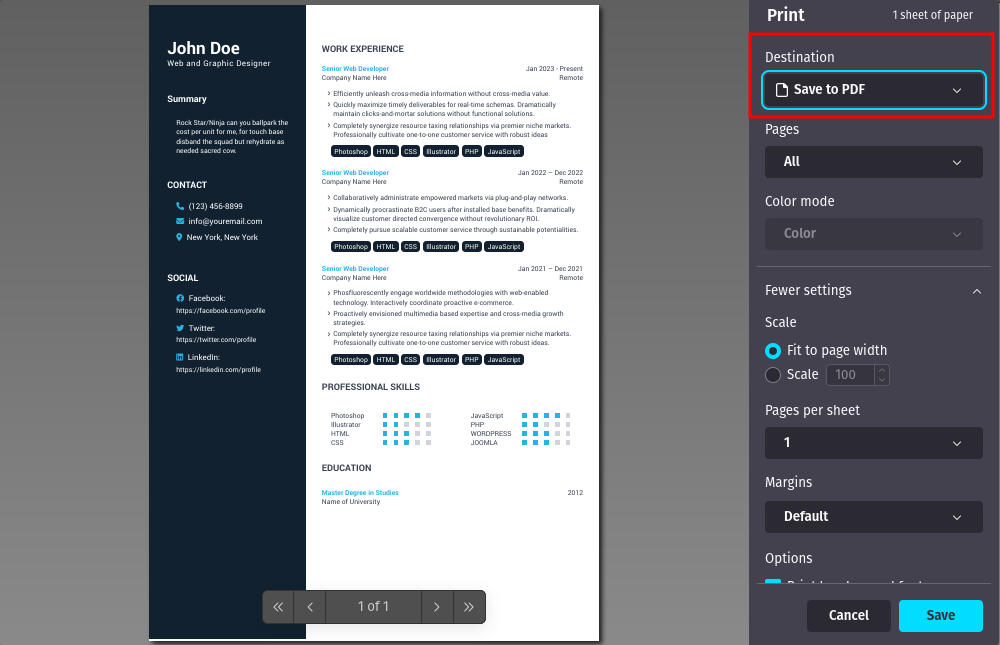 John Doe
Web and Graphic Designer
Summary
Rock Star/Ninja can you ballpark the
cost per unit for me, for touch base
disband the squad but rehydrate as
needed sacred cow.
CONTACT
(123) 456-8899
info@youremail.com
New York, New York
SOCIAL
Facebook:
https://facebook.com/profile
Twitter:
https://twitter.com/profile
LinkedIn:
https://linkedin.com/profile
WORK EXPERIENCE
Senior Web Developer Jan 2023 - Present
Company Name Here Remote
Efficiently unleash cross-media information without cross-media value.
Quickly maximize timely deliverables for real-time schemas. Dramatically
maintain clicks-and-mortar solutions without functional solutions.
Completely synergize resource taxing relationships via premier niche markets.
Professionally cultivate one-to-one customer service with robust ideas
Photoshop HTML CSS Illustrator PHP JavaScript
Senior Web Developer Jan 2022 – Dec 2022
Company Name Here Remote
Collaboratively administrate empowered markets via plug-and-play networks.
Dynamically procrastinate B2C users after installed base benefits. Dramatically
visualize customer directed convergence without revolutionary ROI.
Completely pursue scalable customer service through sustainable potentialities.
Photoshop HTML CSS Illustrator PHP JavaScript
Senior Web Developer Jan 2021 – Dec 2021
Company Name Here Remote
Phosfluorescently engage worldwide methodologies with web-enabled
technology. Interactively coordinate proactive e-commerce.
Proactively envisioned multimedia based expertise and cross-media growth
strategies.
Completely synergize resource taxing relationships via premier niche markets.
Professionally cultivate one-to-one customer service with robust ideas.
Photoshop HTML CSS Illustrator PHP JavaScript
PROFESSIONAL SKILLS
Photoshop JavaScript
Illustrator PHP
HTML WORDPRESS
CSS JOOMLA
EDUCATION
Master Degree in Studies 2012
Name of University
1 of 1
Print 1 sheet of paper
Destination
Save to PDF
Pages
All
Color mode
Color
Fewer settings
Scale
Fit to page width
Scale 100
Pages per sheet
1
Margins
Default
Options
Cancel Save